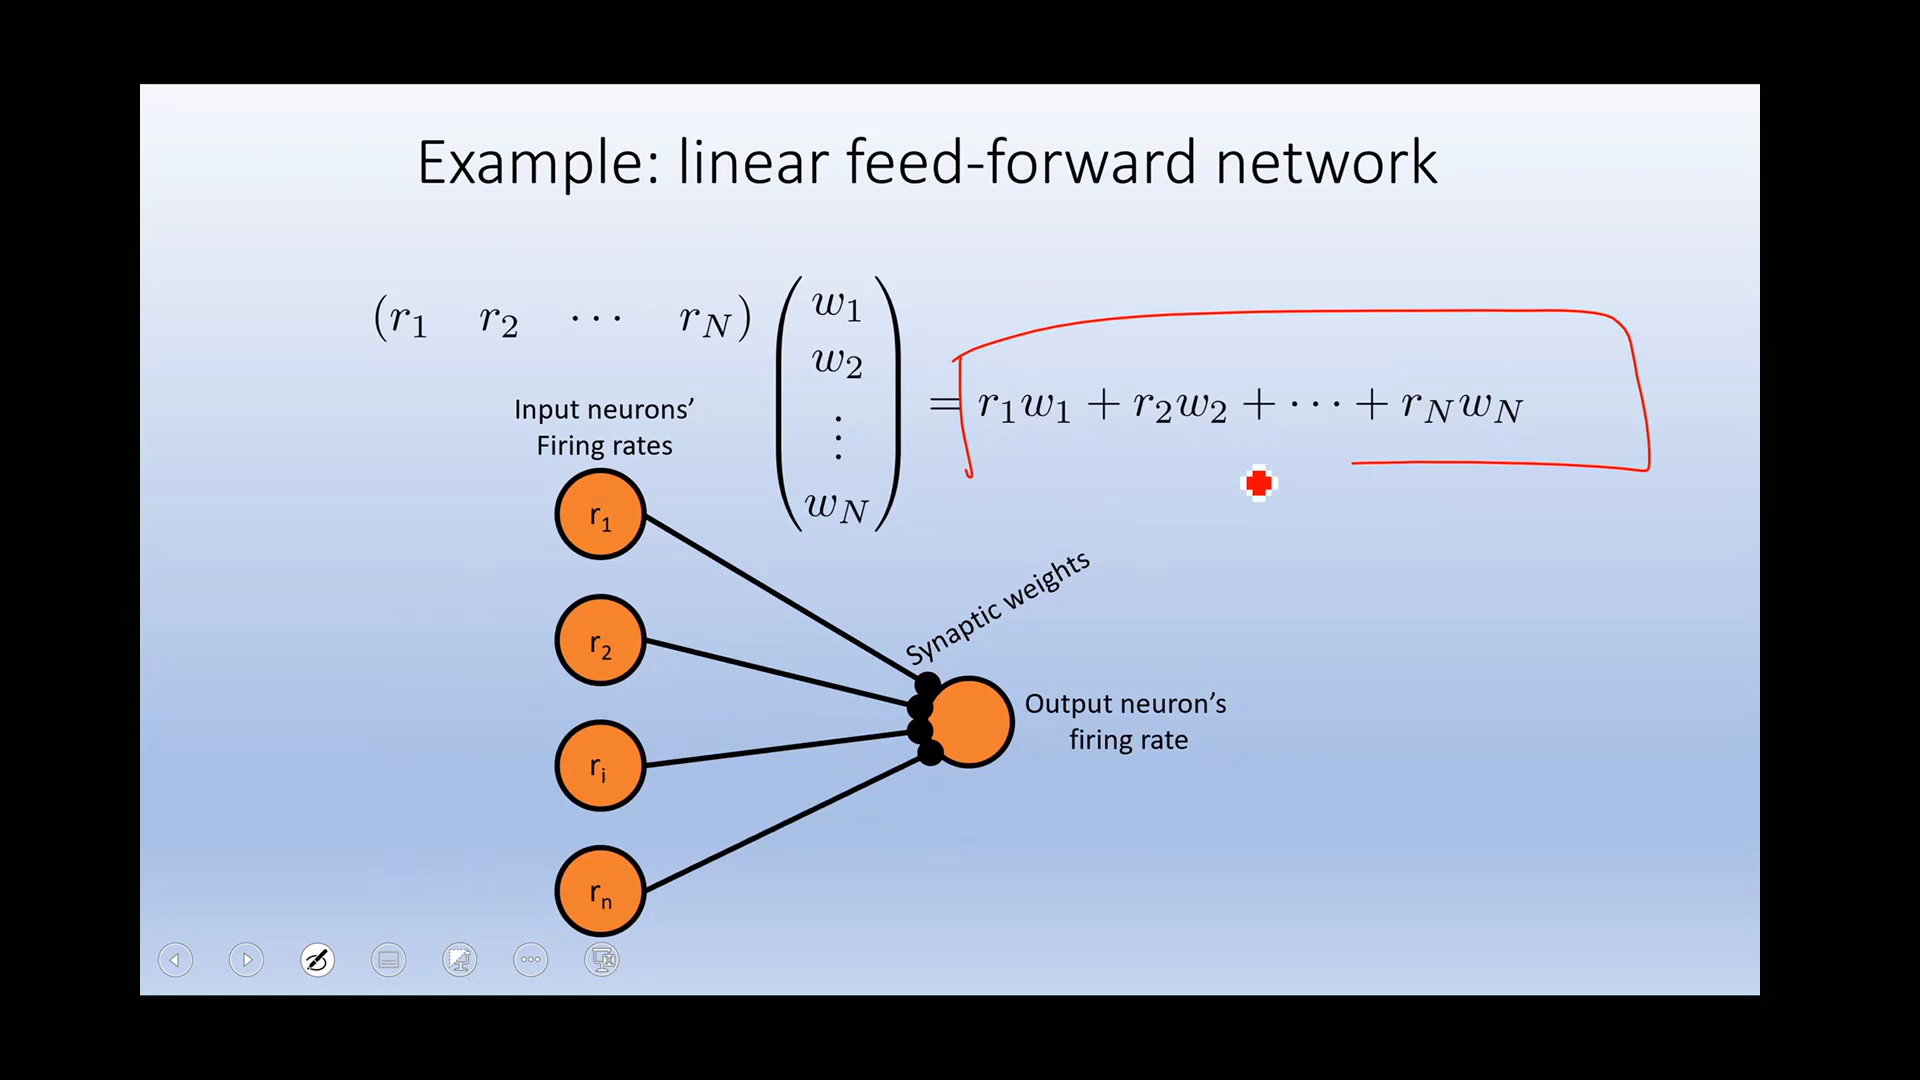 Example: linear feed-forward network
(r₁ r₂ ⋯ r_N) (w₁ w₂ ⋮ w_N) = r₁w₁ + r₂w₂ + ⋯ + r_Nw_N
Input neurons’
Firing rates
r₁
r₂
rᵢ
rₙ
Synaptic weights
Output neuron’s
firing rate